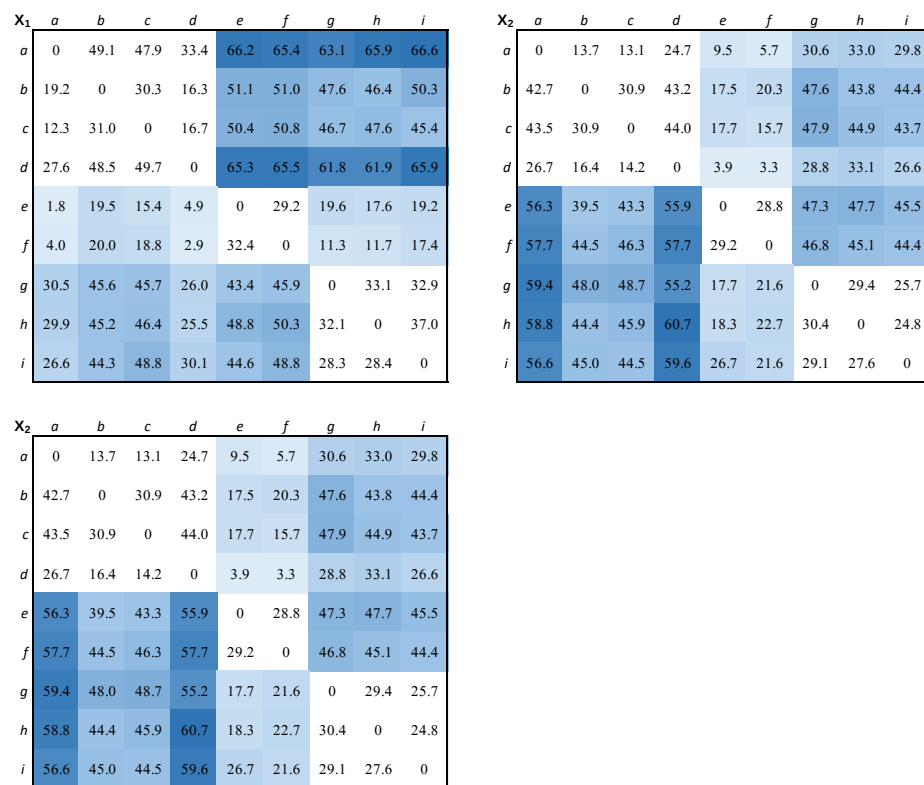 X1 a b c d e f g h i
a 0 49.1 47.9 33.4 66.2 65.4 63.1 65.9 66.6
b 19.2 0 30.3 16.3 51.1 51.0 47.6 46.4 50.3
c 12.3 31.0 0 16.7 50.4 50.8 46.7 47.6 45.4
d 27.6 48.5 49.7 0 65.3 65.5 61.8 61.9 65.9
e 1.8 19.5 15.4 4.9 0 29.2 19.6 17.6 19.2
f 4.0 20.0 18.8 2.9 32.4 0 11.3 11.7 17.4
g 30.5 45.6 45.7 26.0 43.4 45.9 0 33.1 32.9
h 29.9 45.2 46.4 25.5 48.8 50.3 32.1 0 37.0
i 26.6 44.3 48.8 30.1 44.6 48.8 28.3 28.4 0
X2 a b c d e f g h i
a 0 13.7 13.1 24.7 9.5 5.7 30.6 33.0 29.8
b 42.7 0 30.9 43.2 17.5 20.3 47.6 43.8 44.4
c 43.5 30.9 0 44.0 17.7 15.7 47.9 44.9 43.7
d 26.7 16.4 14.2 0 3.9 3.3 28.8 33.1 26.6
e 56.3 39.5 43.3 55.9 0 28.8 47.3 47.7 45.5
f 57.7 44.5 46.3 57.7 29.2 0 46.8 45.1 44.4
g 59.4 48.0 48.7 55.2 17.7 21.6 0 29.4 25.7
h 58.8 44.4 45.9 60.7 18.3 22.7 30.4 0 24.8
i 56.6 45.0 44.5 59.6 26.7 21.6 29.1 27.6 0
X2 a b c d e f g h i
a 0 13.7 13.1 24.7 9.5 5.7 30.6 33.0 29.8
b 42.7 0 30.9 43.2 17.5 20.3 47.6 43.8 44.4
c 43.5 30.9 0 44.0 17.7 15.7 47.9 44.9 43.7
d 26.7 16.4 14.2 0 3.9 3.3 28.8 33.1 26.6
e 56.3 39.5 43.3 55.9 0 28.8 47.3 47.7 45.5
f 57.7 44.5 46.3 57.7 29.2 0 46.8 45.1 44.4
g 59.4 48.0 48.7 55.2 17.7 21.6 0 29.4 25.7
h 58.8 44.4 45.9 60.7 18.3 22.7 30.4 0 24.8
i 56.6 45.0 44.5 59.6 26.7 21.6 29.1 27.6 0